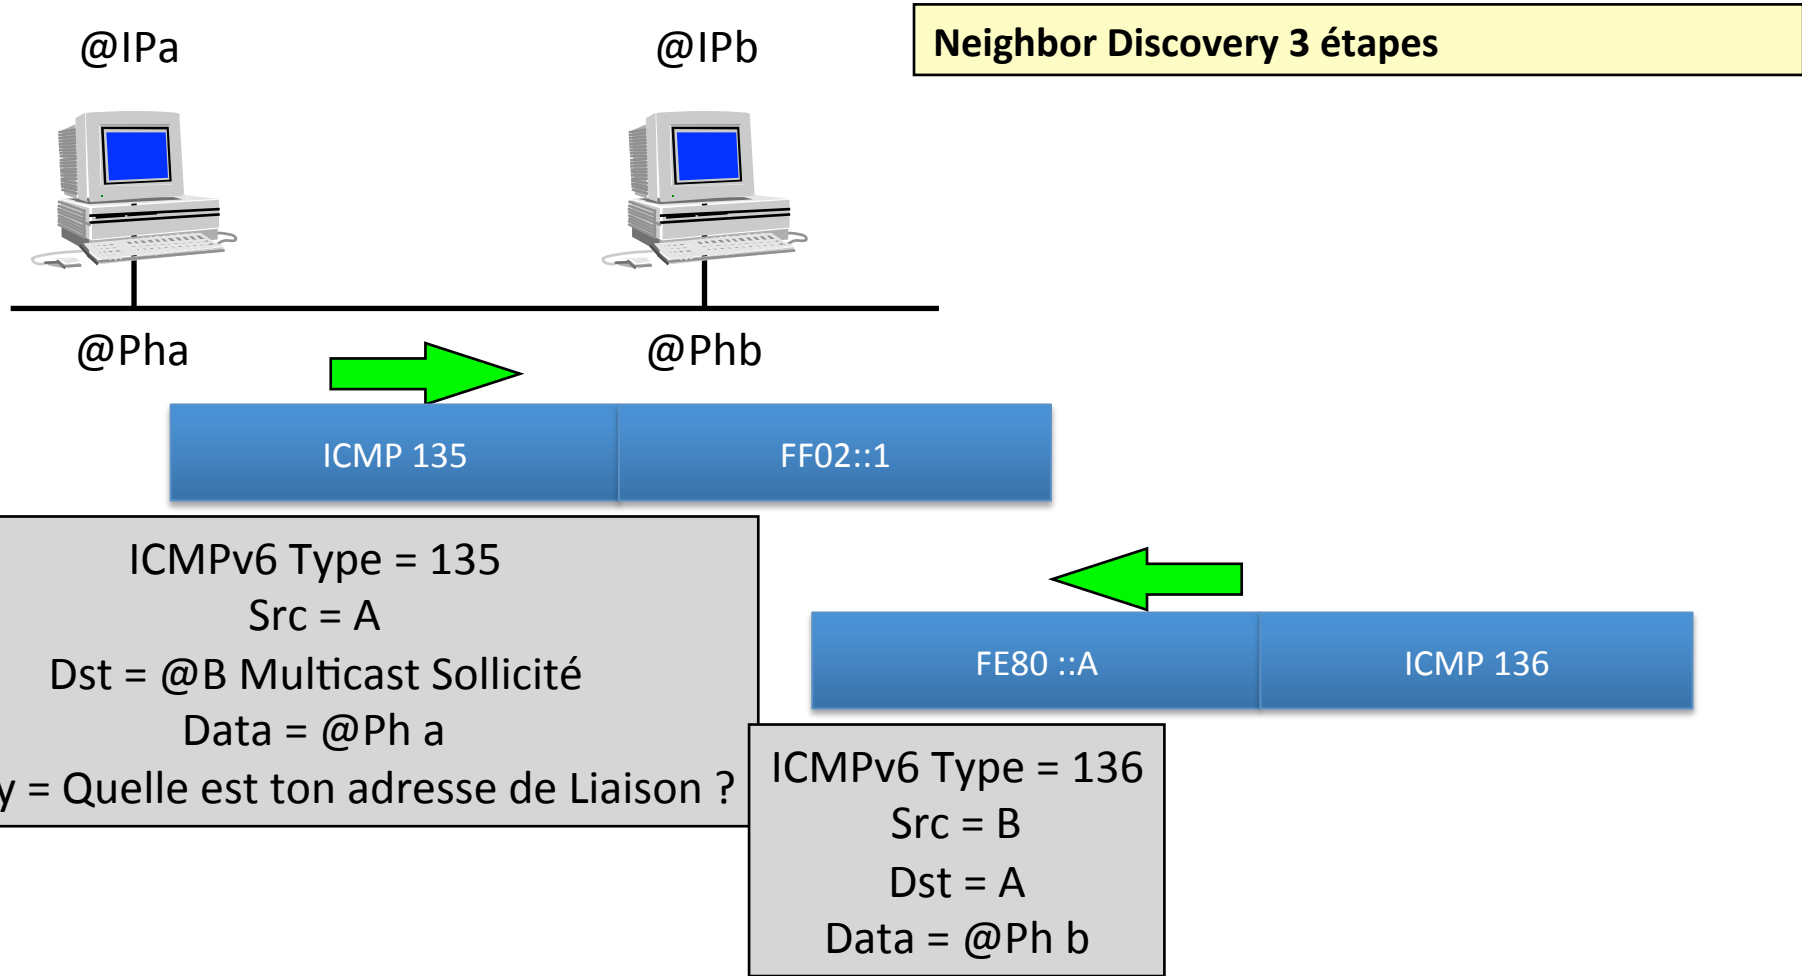 @IPa
@IPb
Neighbor Discovery 3 étapes
@Pha
@Phb
ICMP 135
FF02::1
ICMPv6 Type = 135
Src = A
Dst = @B Multicast Sollicité
Data = @Ph a
y = Quelle est ton adresse de Liaison ?
FE80 ::A
ICMP 136
ICMPv6 Type = 136
Src = B
Dst = A
Data = @Ph b